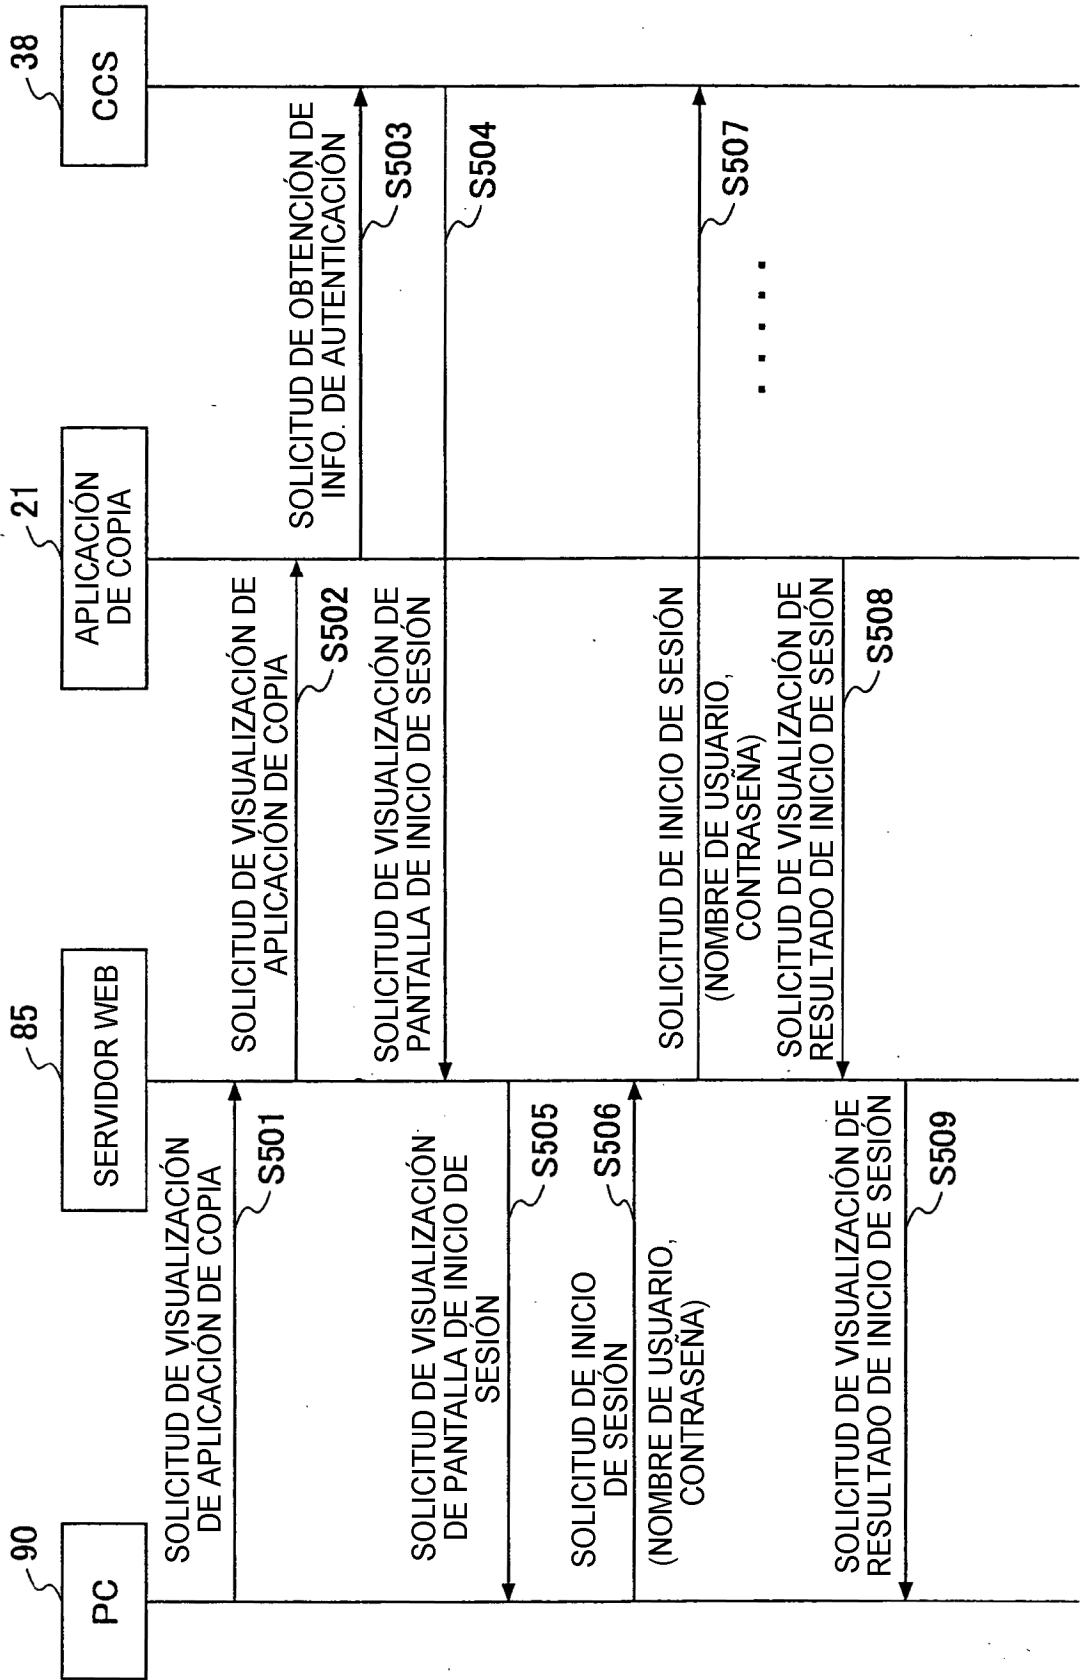 90
PC
85
SERVIDOR WEB
21
APLICACIÓN
DE COPIA
38
CCS
SOLICITUD DE VISUALIZACIÓN
DE APLICACIÓN DE COPIA
S501
SOLICITUD DE VISUALIZACIÓN DE
APLICACIÓN DE COPIA
S502
SOLICITUD DE OBTENCIÓN DE
INFO. DE AUTENTICACIÓN
S503
SOLICITUD DE VISUALIZACIÓN DE
PANTALLA DE INICIO DE SESIÓN
S504
SOLICITUD DE VISUALIZACIÓN
DE PANTALLA DE INICIO DE
SESIÓN
S505
SOLICITUD DE INICIO
DE SESIÓN
S506
(NOMBRE DE USUARIO,
CONTRASEÑA)
SOLICITUD DE INICIO DE SESIÓN
S507
(NOMBRE DE USUARIO,
CONTRASEÑA)
.....
SOLICITUD DE VISUALIZACIÓN DE
RESULTADO DE INICIO DE SESIÓN
S508
SOLICITUD DE VISUALIZACIÓN DE
RESULTADO DE INICIO DE SESIÓN
S509